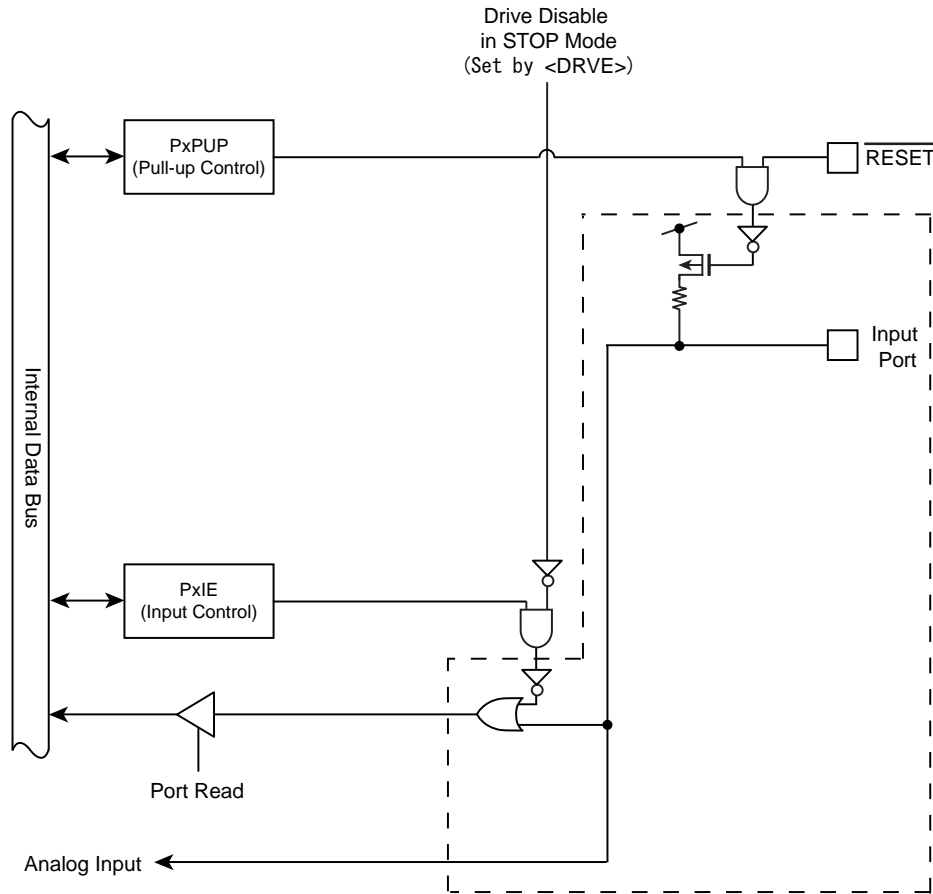 Drive Disable
in STOP Mode
(Set by <DRVE>)
PxPUP
(Pull-up Control)
RESET
Input
Port
Internal Data Bus
PxIE
(Input Control)
Port Read
Analog Input